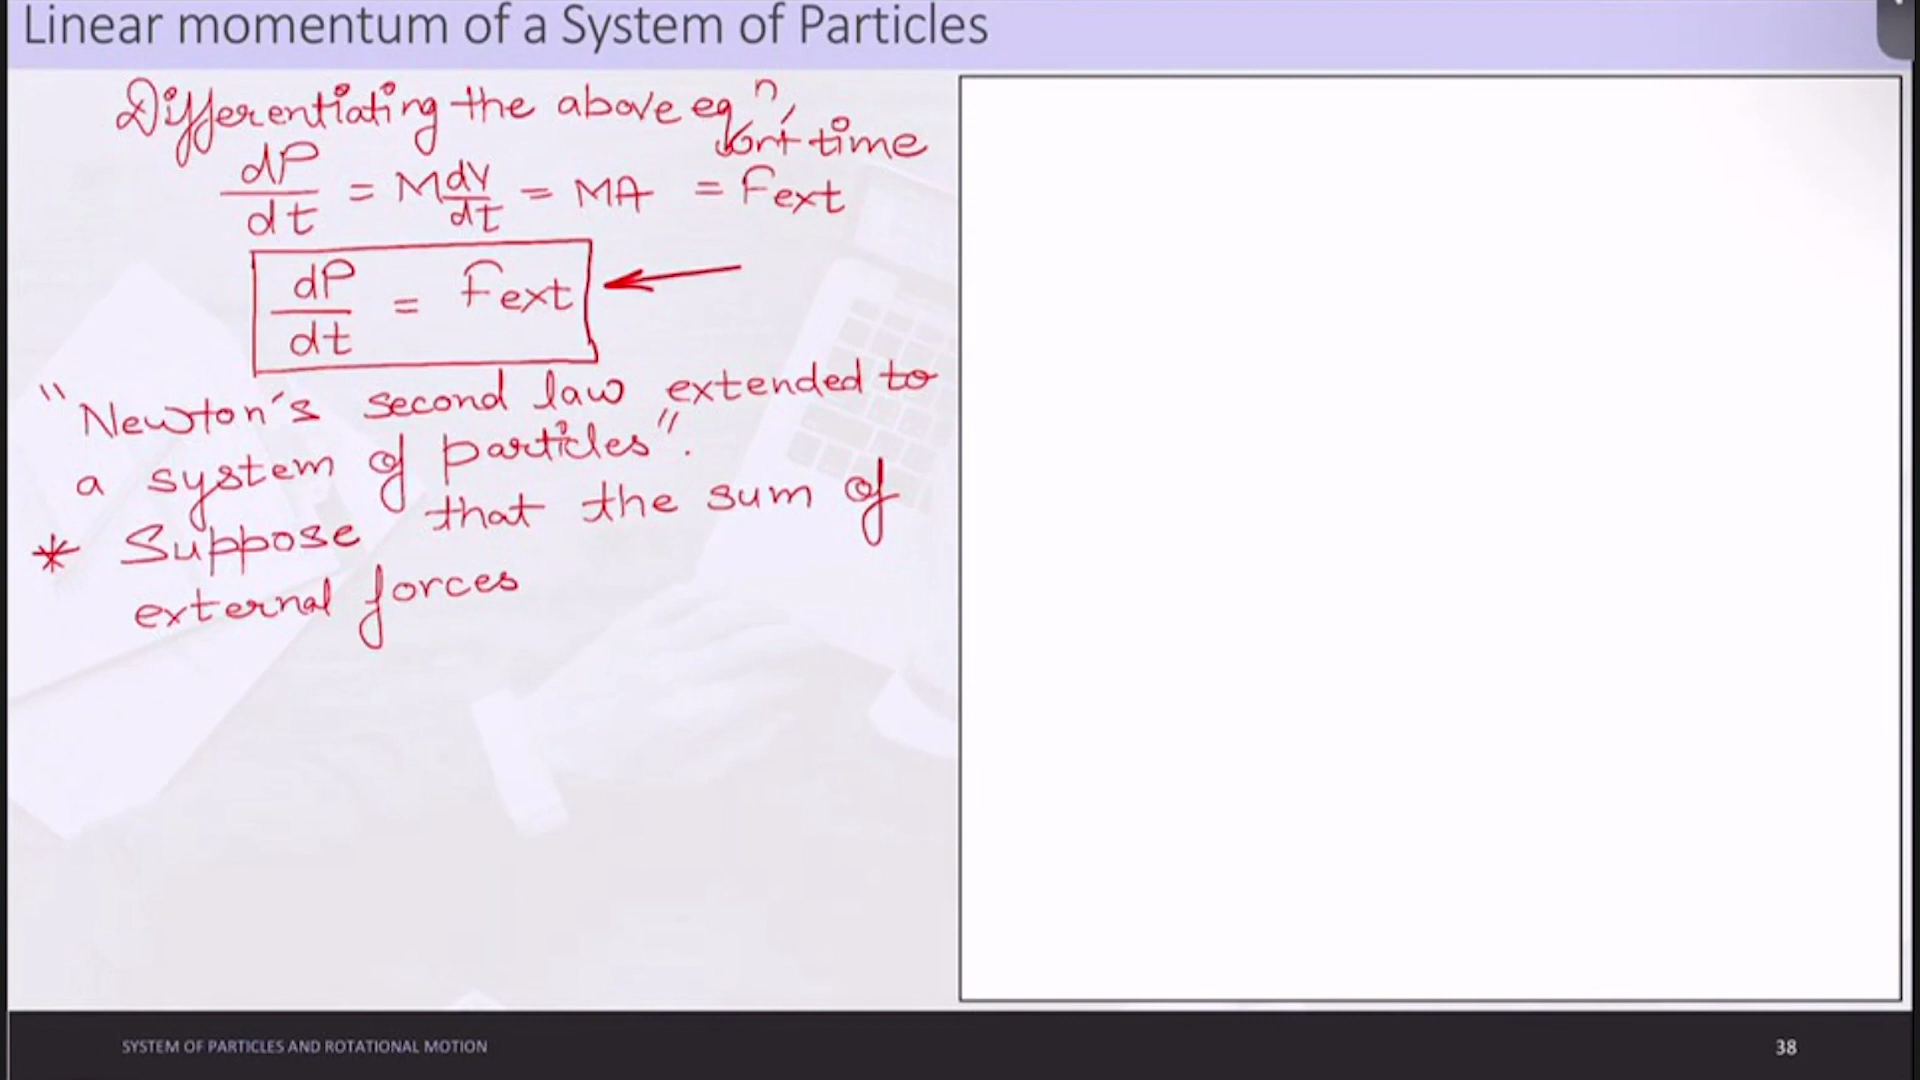 Linear momentum of a System of Particles
Differentiating the above eqⁿ,
wrt time
dP/dt = M dV/dt = MA = Fext
dP/dt = Fext
"Newton's second law extended to
a system of particles".
* Suppose that the sum of
external forces
SYSTEM OF PARTICLES AND ROTATIONAL MOTION
38